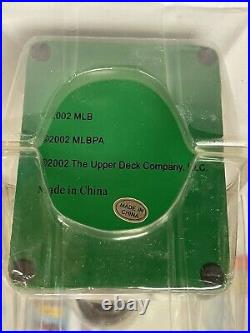 ©2002 MLB
©2002 MLBPA
©2002 The Upper Deck Company, LLC.
Made in China
MADE IN
CHINA